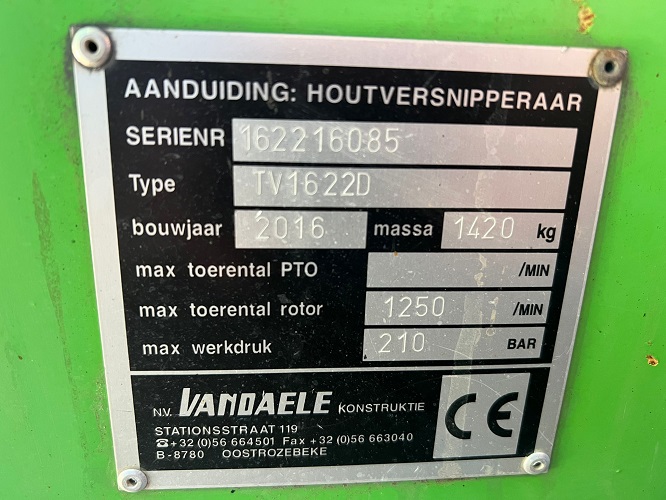 AANDUIDING: HOUTVERSNIPPERAAR
SERIENR 162216085
Type TV1622D
bouwjaar 2016 massa 1420 kg
max toerental PTO /MIN
max toerental rotor 1250 /MIN
max werkdruk 210 BAR
N.V. VANDAELE KONSTRUKTIE
STATIONSSTRAAT 119
☎+32 (0)56 664501 Fax +32 (0)56 663040
B-8780 OOSTROZEBEKE
CE